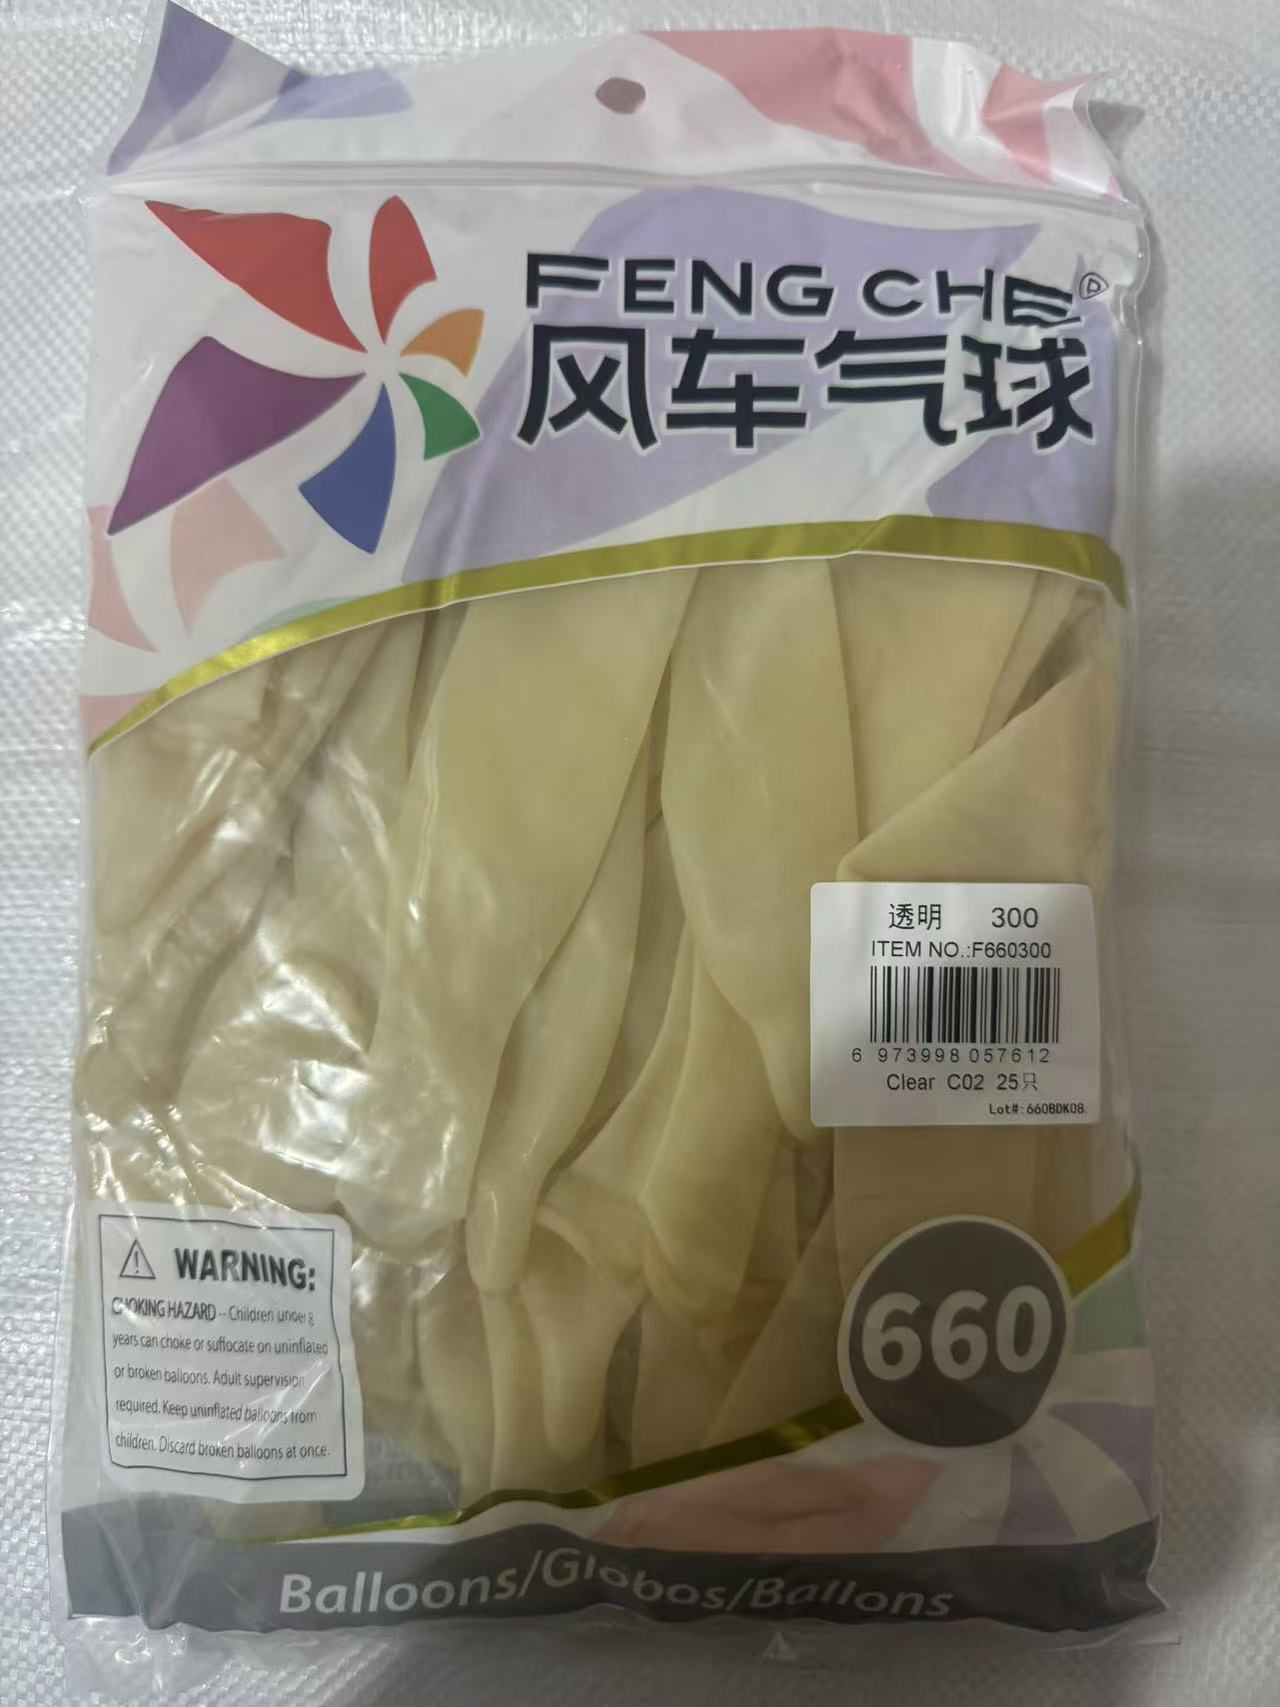 FENG CHE®
风车气球
透明 300
ITEM NO.:F660300
6 973998 057612
Clear C02 25只
Lot#:660BDK08
⚠ WARNING:
CHOKING HAZARD -- Children under 8
years can choke or suffocate on uninflated
or broken balloons. Adult supervision
required. Keep uninflated balloons from
children. Discard broken balloons at once.
660
Balloons/Globos/Ballons